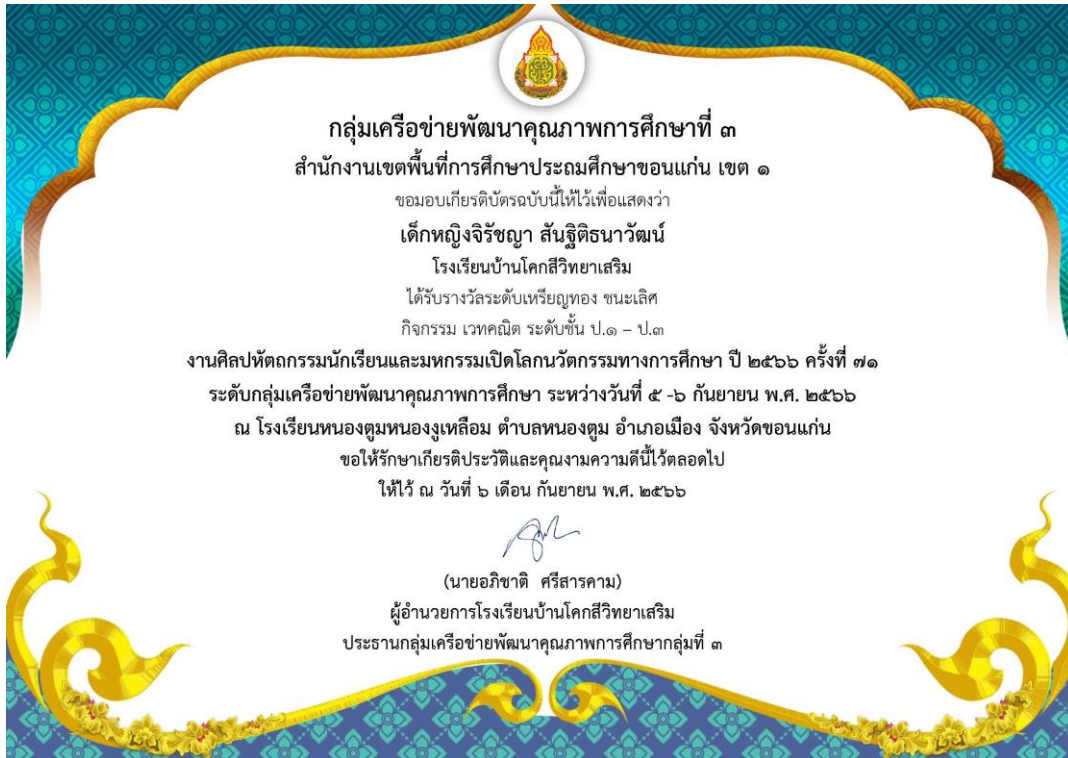 กลุ่มเครือข่ายพัฒนาคุณภาพการศึกษาที่ ๓
สำนักงานเขตพื้นที่การศึกษาประถมศึกษาขอนแก่น เขต ๑
ขอมอบเกียรติบัตรฉบับนี้ให้ไว้เพื่อแสดงว่า
เด็กหญิงจิรัชญา สันฐิติธนาวัฒน์
โรงเรียนบ้านโคกสีวิทยาเสริม
ได้รับรางวัลระดับเหรียญทอง ชนะเลิศ
กิจกรรม เวทคณิต ระดับชั้น ป.๑ – ป.๓
งานศิลปหัตถกรรมนักเรียนและมหกรรมเปิดโลกนวัตกรรมทางการศึกษา ปี ๒๕๖๖ ครั้งที่ ๗๑
ระดับกลุ่มเครือข่ายพัฒนาคุณภาพการศึกษา ระหว่างวันที่ ๕ -๖ กันยายน พ.ศ. ๒๕๖๖
ณ โรงเรียนหนองตูมหนองงูเหลือม ตำบลหนองตูม อำเภอเมือง จังหวัดขอนแก่น
ขอให้รักษาเกียรติประวัติและคุณงามความดีนี้ไว้ตลอดไป
ให้ไว้ ณ วันที่ ๖ เดือน กันยายน พ.ศ. ๒๕๖๖
(นายอภิชาติ ศรีสารคาม)
ผู้อำนวยการโรงเรียนบ้านโคกสีวิทยาเสริม
ประธานกลุ่มเครือข่ายพัฒนาคุณภาพการศึกษากลุ่มที่ ๓